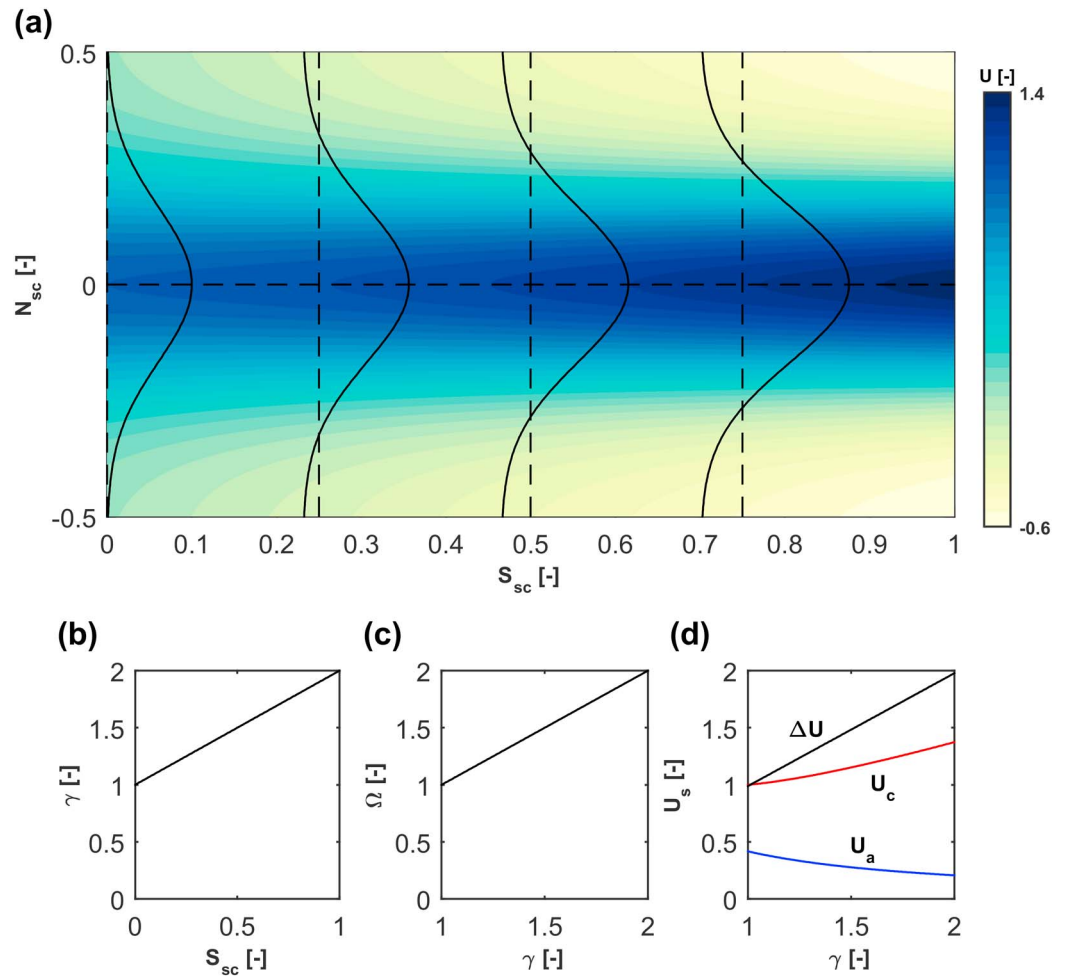 (a)
0.5
0
-0.5
N_sc [-]
0 0.1 0.2 0.3 0.4 0.5 0.6 0.7 0.8 0.9 1
S_sc [-]
U [-]
1.4
-0.6
(b)
2
1.5
1
0.5
0
γ [-]
0 0.5 1
S_sc [-]
(c)
2
1.5
1
0.5
0
Ω [-]
1 1.5 2
γ [-]
(d)
2
1.5
1
0.5
0
U_s [-]
ΔU
U_c
U_a
1 1.5 2
γ [-]